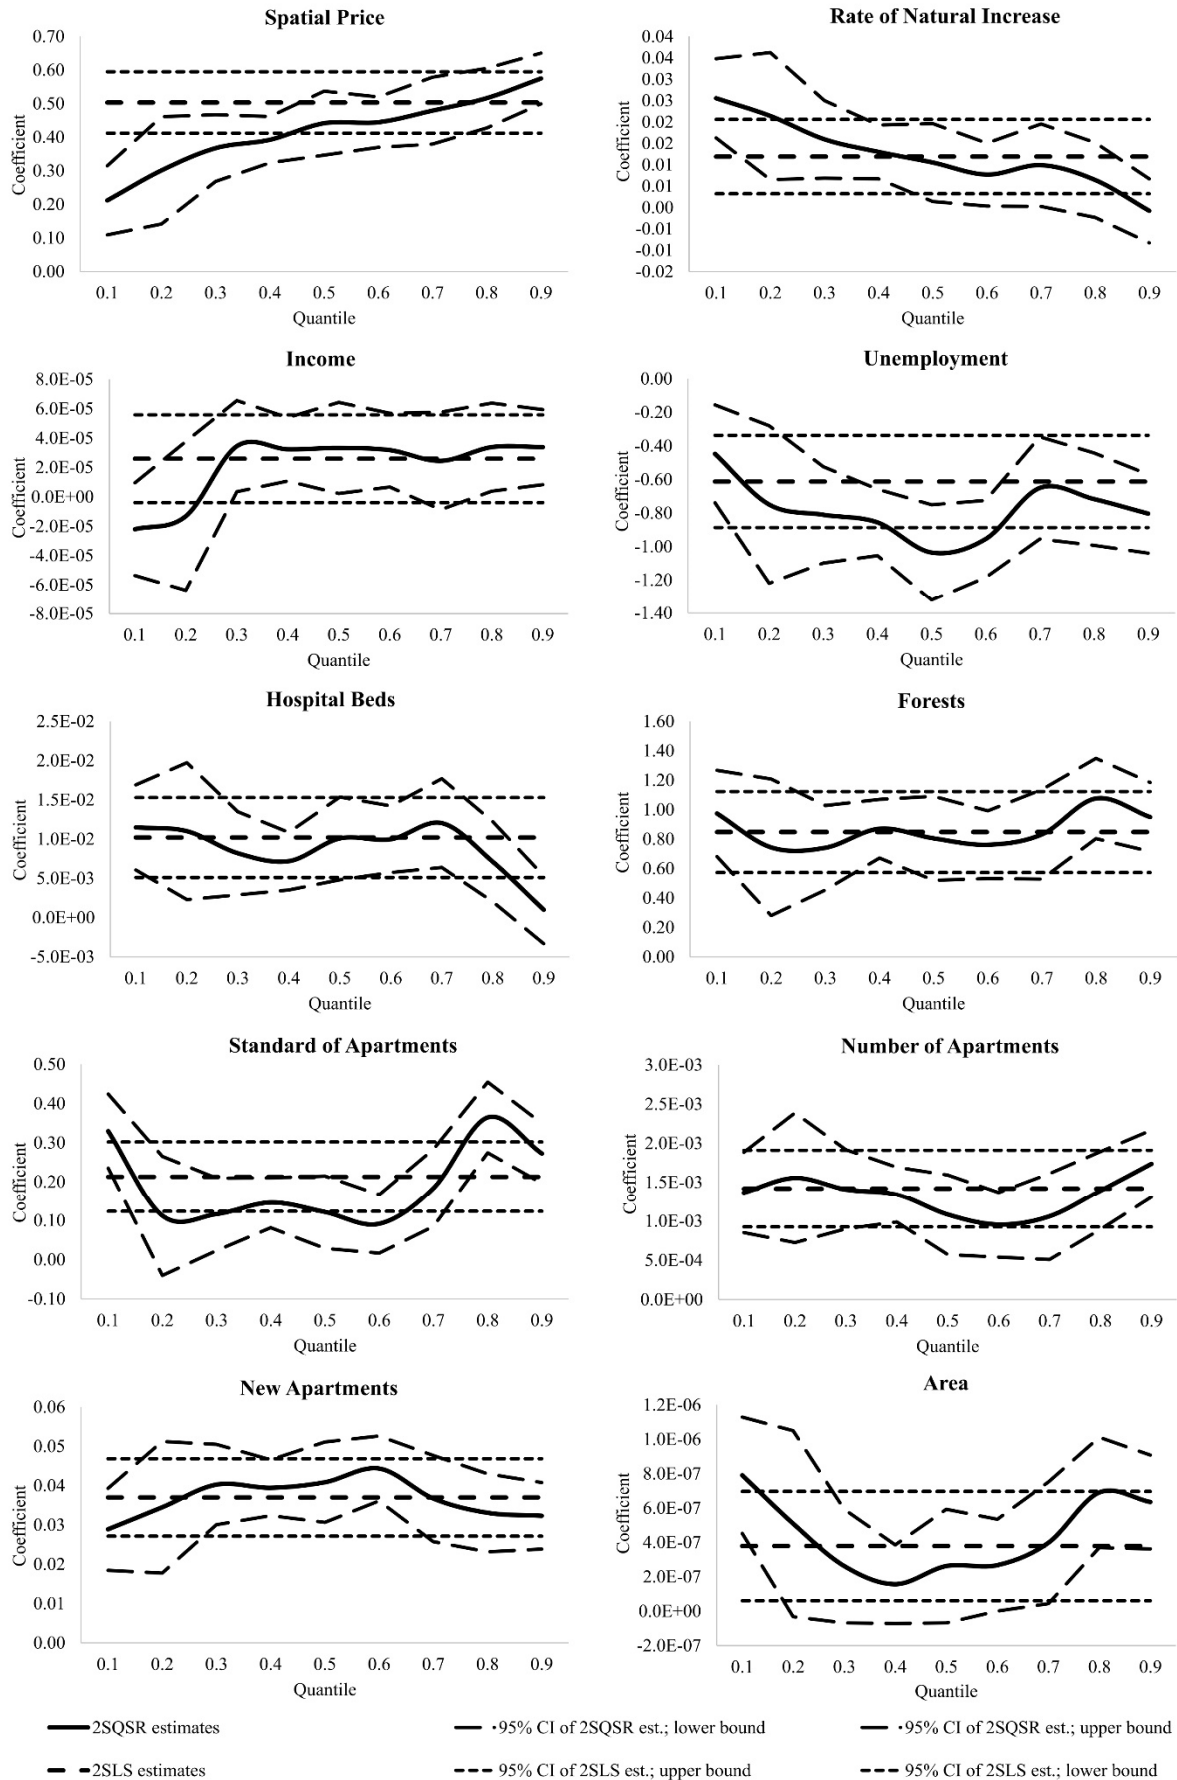 Spatial Price
0.70
0.60
0.50
0.40
0.30
0.20
0.10
0.00
Coefficient
0.1 0.2 0.3 0.4 0.5 0.6 0.7 0.8 0.9
Quantile
Rate of Natural Increase
0.04
0.04
0.03
0.03
0.02
0.02
0.01
0.01
0.00
-0.01
-0.01
-0.02
Coefficient
0.1 0.2 0.3 0.4 0.5 0.6 0.7 0.8 0.9
Quantile
Income
8.0E-05
6.0E-05
4.0E-05
2.0E-05
0.0E+00
-2.0E-05
-4.0E-05
-6.0E-05
-8.0E-05
Coefficient
0.1 0.2 0.3 0.4 0.5 0.6 0.7 0.8 0.9
Quantile
Unemployment
0.00
-0.20
-0.40
-0.60
-0.80
-1.00
-1.20
-1.40
Coefficient
0.1 0.2 0.3 0.4 0.5 0.6 0.7 0.8 0.9
Quantile
Hospital Beds
2.5E-02
2.0E-02
1.5E-02
1.0E-02
5.0E-03
0.0E+00
-5.0E-03
Coefficient
0.1 0.2 0.3 0.4 0.5 0.6 0.7 0.8 0.9
Quantile
Forests
1.60
1.40
1.20
1.00
0.80
0.60
0.40
0.20
0.00
Coefficient
0.1 0.2 0.3 0.4 0.5 0.6 0.7 0.8 0.9
Quantile
Standard of Apartments
0.50
0.40
0.30
0.20
0.10
0.00
-0.10
Coefficient
0.1 0.2 0.3 0.4 0.5 0.6 0.7 0.8 0.9
Quantile
Number of Apartments
3.0E-03
2.5E-03
2.0E-03
1.5E-03
1.0E-03
5.0E-04
0.0E+00
Coefficient
0.1 0.2 0.3 0.4 0.5 0.6 0.7 0.8 0.9
Quantile
New Apartments
0.06
0.05
0.04
0.03
0.02
0.01
0.00
Coefficient
0.1 0.2 0.3 0.4 0.5 0.6 0.7 0.8 0.9
Quantile
Area
1.2E-06
1.0E-06
8.0E-07
6.0E-07
4.0E-07
2.0E-07
0.0E+00
-2.0E-07
Coefficient
0.1 0.2 0.3 0.4 0.5 0.6 0.7 0.8 0.9
Quantile
2SQSR estimates
95% CI of 2SQSR est.; lower bound
95% CI of 2SQSR est.; upper bound
2SLS estimates
95% CI of 2SLS est.; upper bound
95% CI of 2SLS est.; lower bound